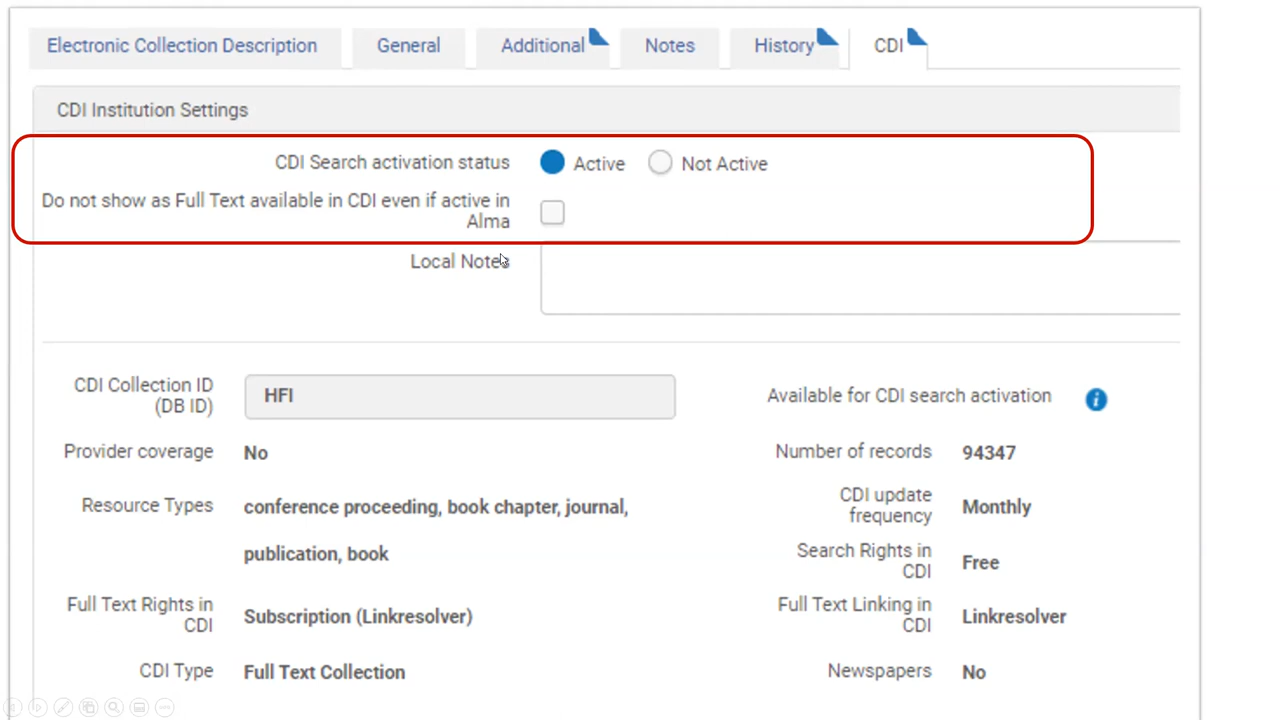 Electronic Collection Description General Additional Notes History CDI
CDI Institution Settings
CDI Search activation status Active Not Active
Do not show as Full Text available in CDI even if active in
Alma
Local Notes
CDI Collection ID
(DB ID) HFI Available for CDI search activation i
Provider coverage No Number of records 94347
Resource Types conference proceeding, book chapter, journal,
publication, book
CDI update
frequency Monthly
Search Rights in
CDI Free
Full Text Rights in
CDI Subscription (Linkresolver)
Full Text Linking in
CDI Linkresolver
CDI Type Full Text Collection Newspapers No